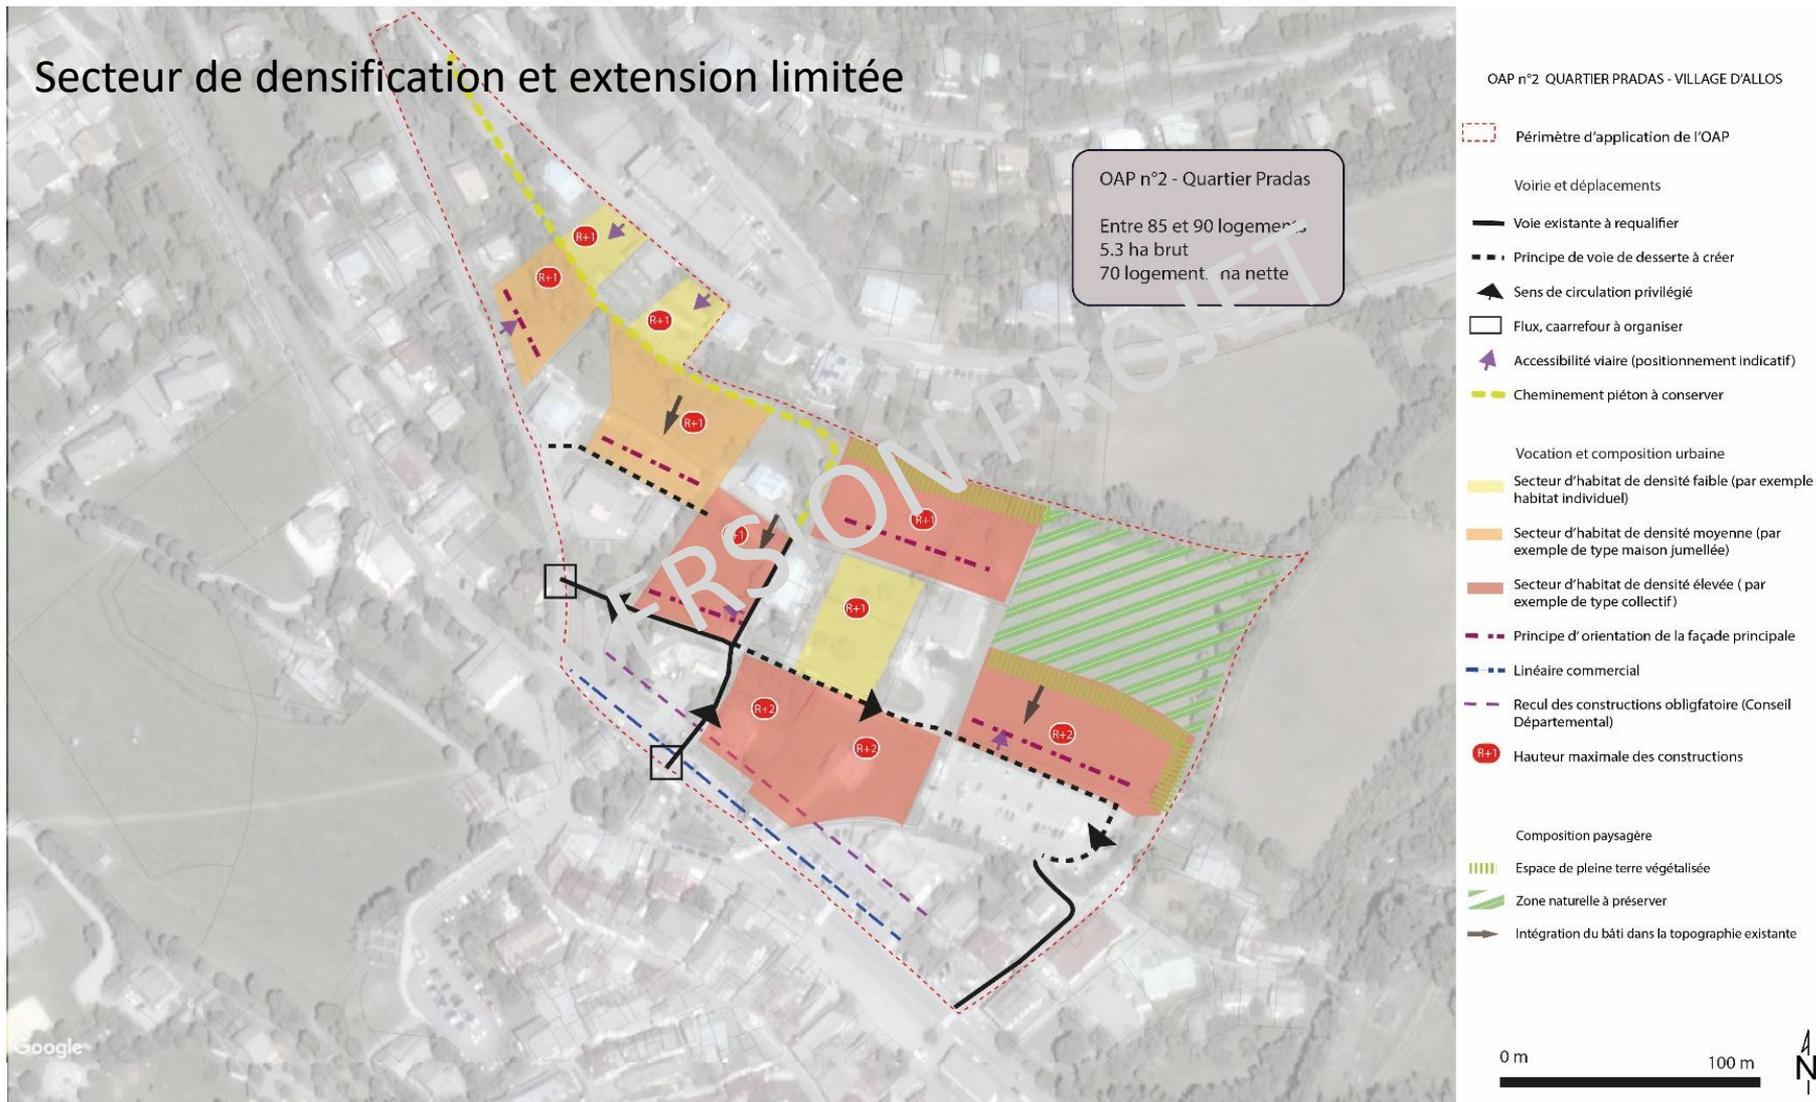 Secteur de densification et extension limitée
OAP n°2 - Quartier Pradas
Entre 85 et 90 logements
5.3 ha brut
70 logement. ha nette
VERSION PROJET
R+1
R+1
R+1
R+1
R+1
R+1
R+2
R+2
R+2
Google
OAP n°2 QUARTIER PRADAS - VILLAGE D'ALLOS
Périmètre d'application de l'OAP
Voirie et déplacements
Voie existante à requalifier
Principe de voie de desserte à créer
Sens de circulation privilégié
Flux, caarrefour à organiser
Accessibilité viaire (positionnement indicatif)
Cheminement piéton à conserver
Vocation et composition urbaine
Secteur d'habitat de densité faible (par exemple
habitat individuel)
Secteur d'habitat de densité moyenne (par
exemple de type maison jumellée)
Secteur d'habitat de densité élevée ( par
exemple de type collectif)
Principe d'orientation de la façade principale
Linéaire commercial
Recul des constructions obligfatoire (Conseil
Départemental)
R+1
Hauteur maximale des constructions
Composition paysagère
Espace de pleine terre végétalisée
Zone naturelle à préserver
Intégration du bâti dans la topographie existante
0 m
100 m
N